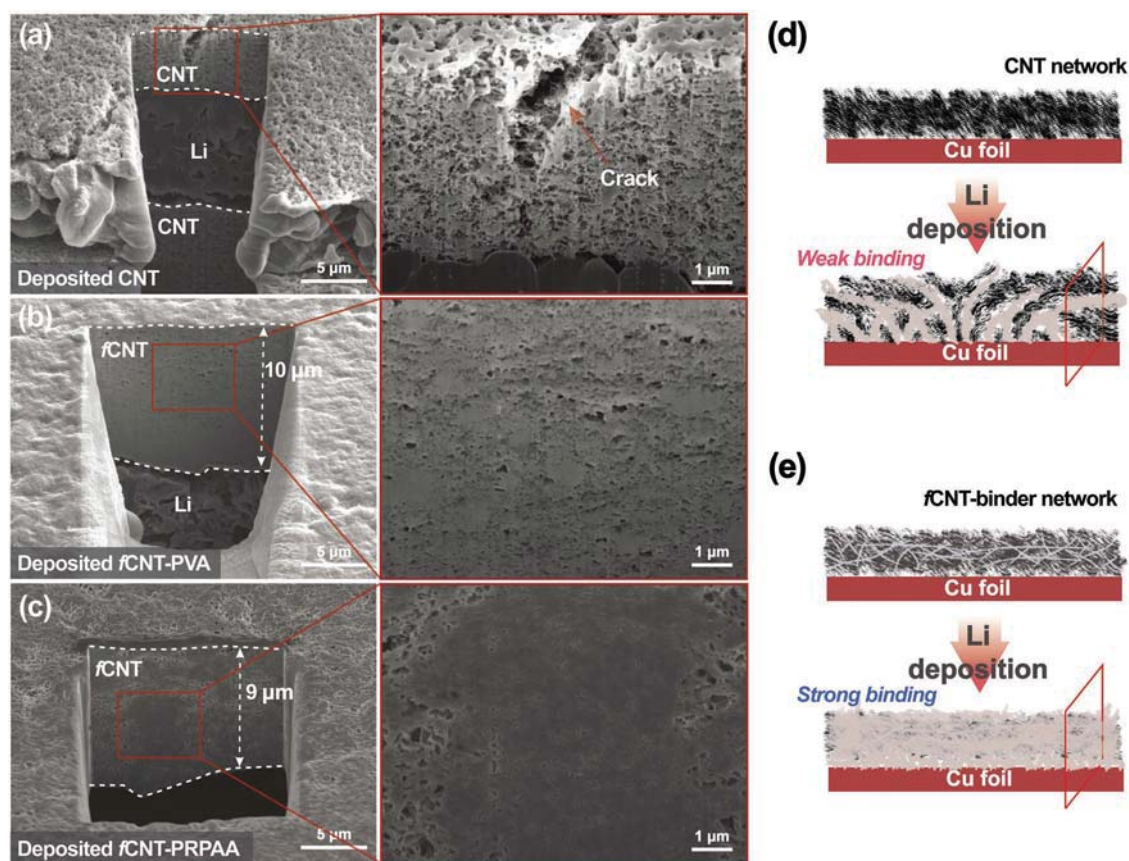 (a)
CNT
Li
CNT
5 µm
Deposited CNT
Crack
1 µm
(b)
fCNT
10 µm
Li
5 µm
Deposited fCNT-PVA
1 µm
(c)
fCNT
9 µm
5 µm
Deposited fCNT-PRPAA
1 µm
(d)
CNT network
Cu foil
Li
deposition
Weak binding
Cu foil
(e)
fCNT-binder network
Cu foil
Li
deposition
Strong binding
Cu foil